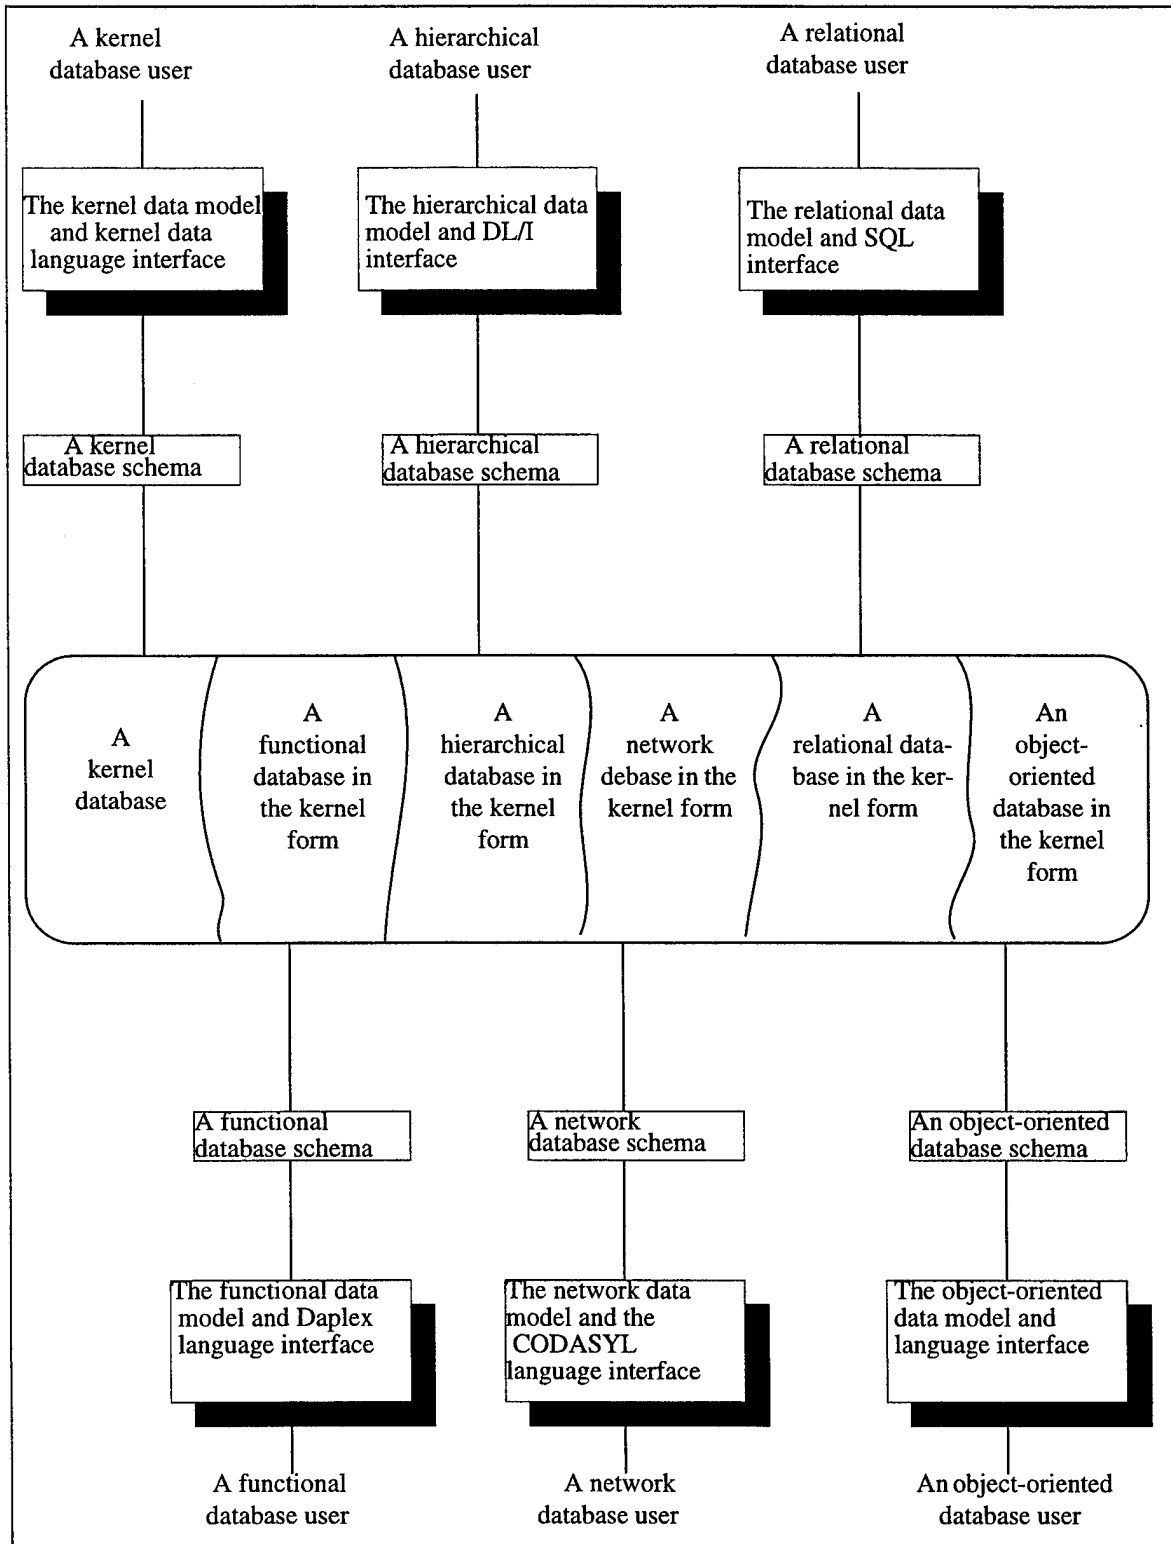 A kernel
database user
A hierarchical
database user
A relational
database user
The kernel data model
and kernel data
language interface
The hierarchical data
model and DL/I
interface
The relational data
model and SQL
interface
A kernel
database schema
A hierarchical
database schema
A relational
database schema
A
kernel
database
A
functional
database in
the kernel
form
A
hierarchical
database in
the kernel
form
A
network
debase in the
kernel form
A
relational data-
base in the ker-
nel form
An
object-
oriented
database in
the kernel
form
A functional
database schema
A network
database schema
An object-oriented
database schema
The functional data
model and Daplex
language interface
The network data
model and the
CODASYL
language interface
The object-oriented
data model and
language interface
A functional
database user
A network
database user
An object-oriented
database user